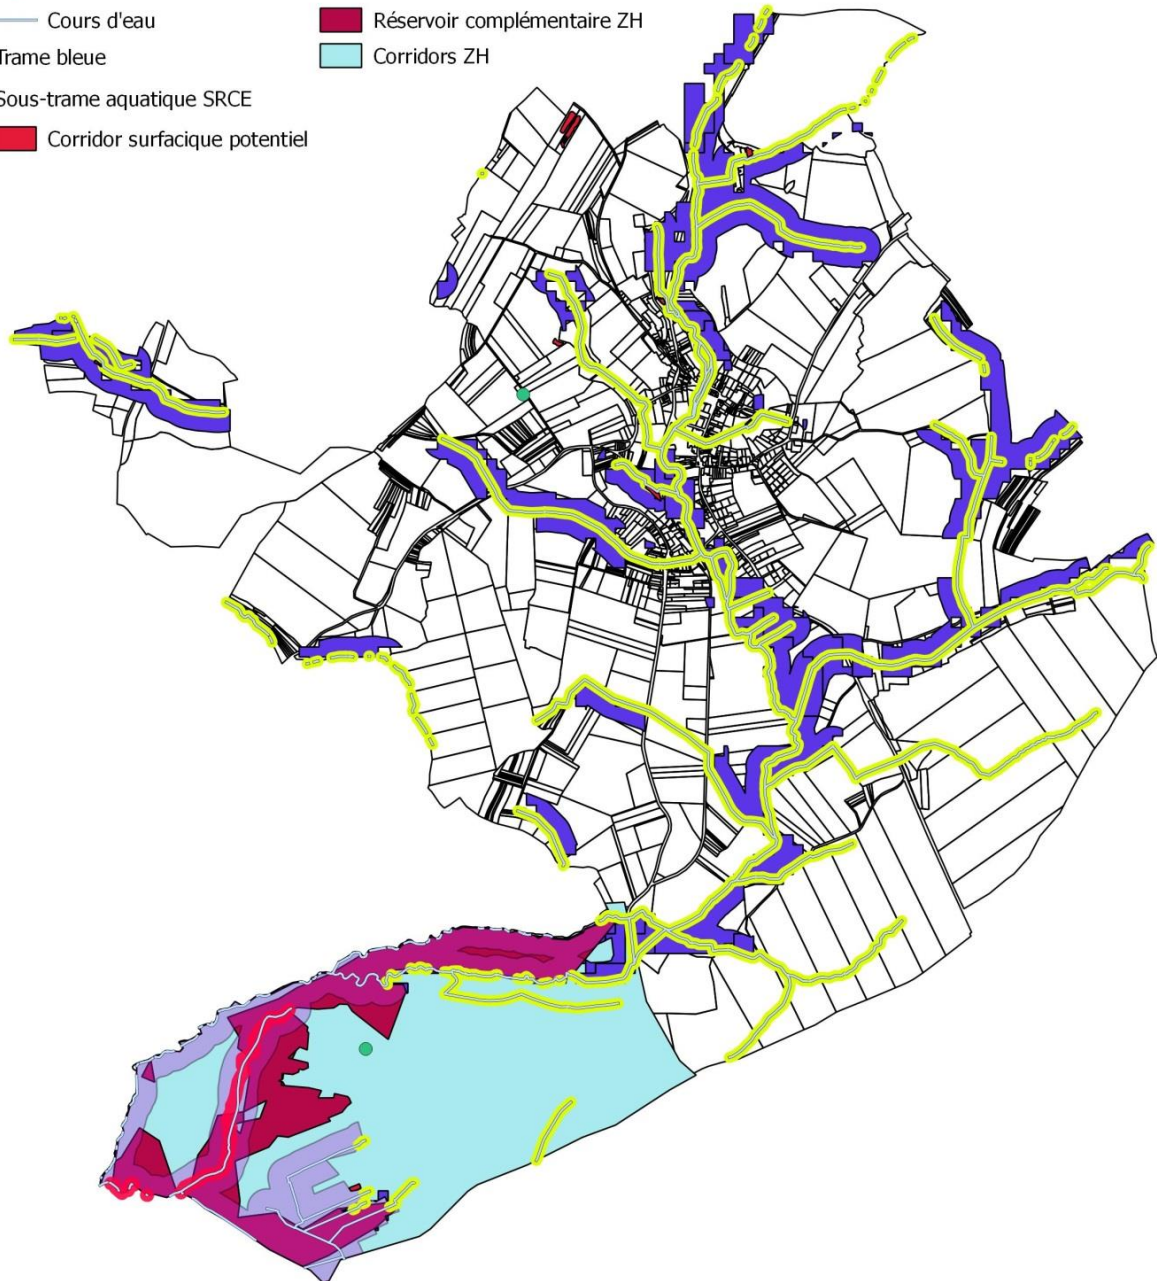 Cours d'eau
Trame bleue
Sous-trame aquatique SRCE
Corridor surfacique potentiel
Réservoir complémentaire ZH
Corridors ZH